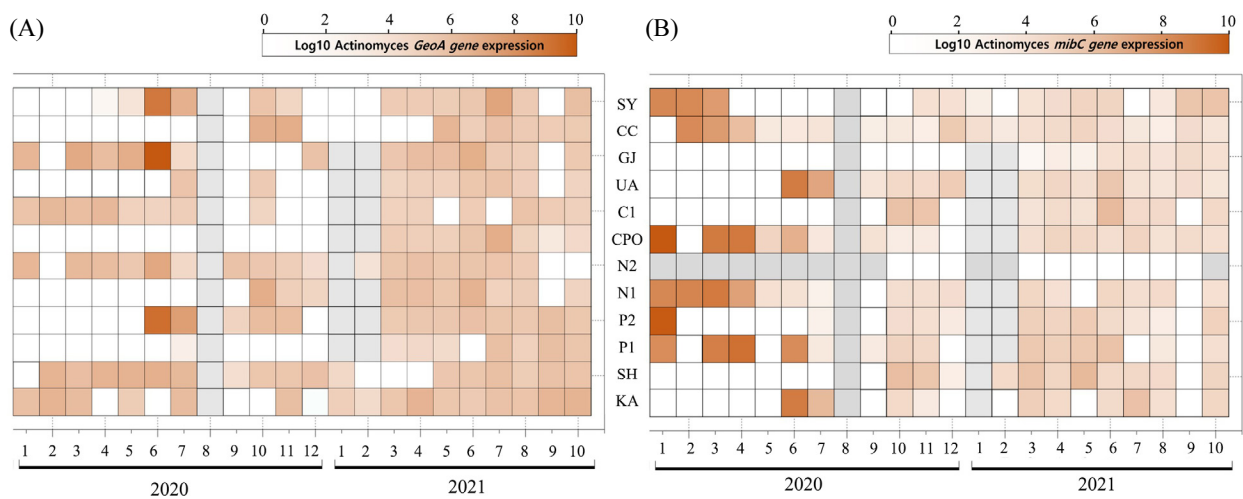 (A)
0 2 4 6 8 10
Log10 Actinomyces GeoA gene expression
1 2 3 4 5 6 7 8 9 10 11 12 1 2 3 4 5 6 7 8 9 10
2020 2021
(B)
0 2 4 6 8 10
Log10 Actinomyces mibC gene expression
SY
CC
GJ
UA
C1
CPO
N2
N1
P2
P1
SH
KA
1 2 3 4 5 6 7 8 9 10 11 12 1 2 3 4 5 6 7 8 9 10
2020 2021